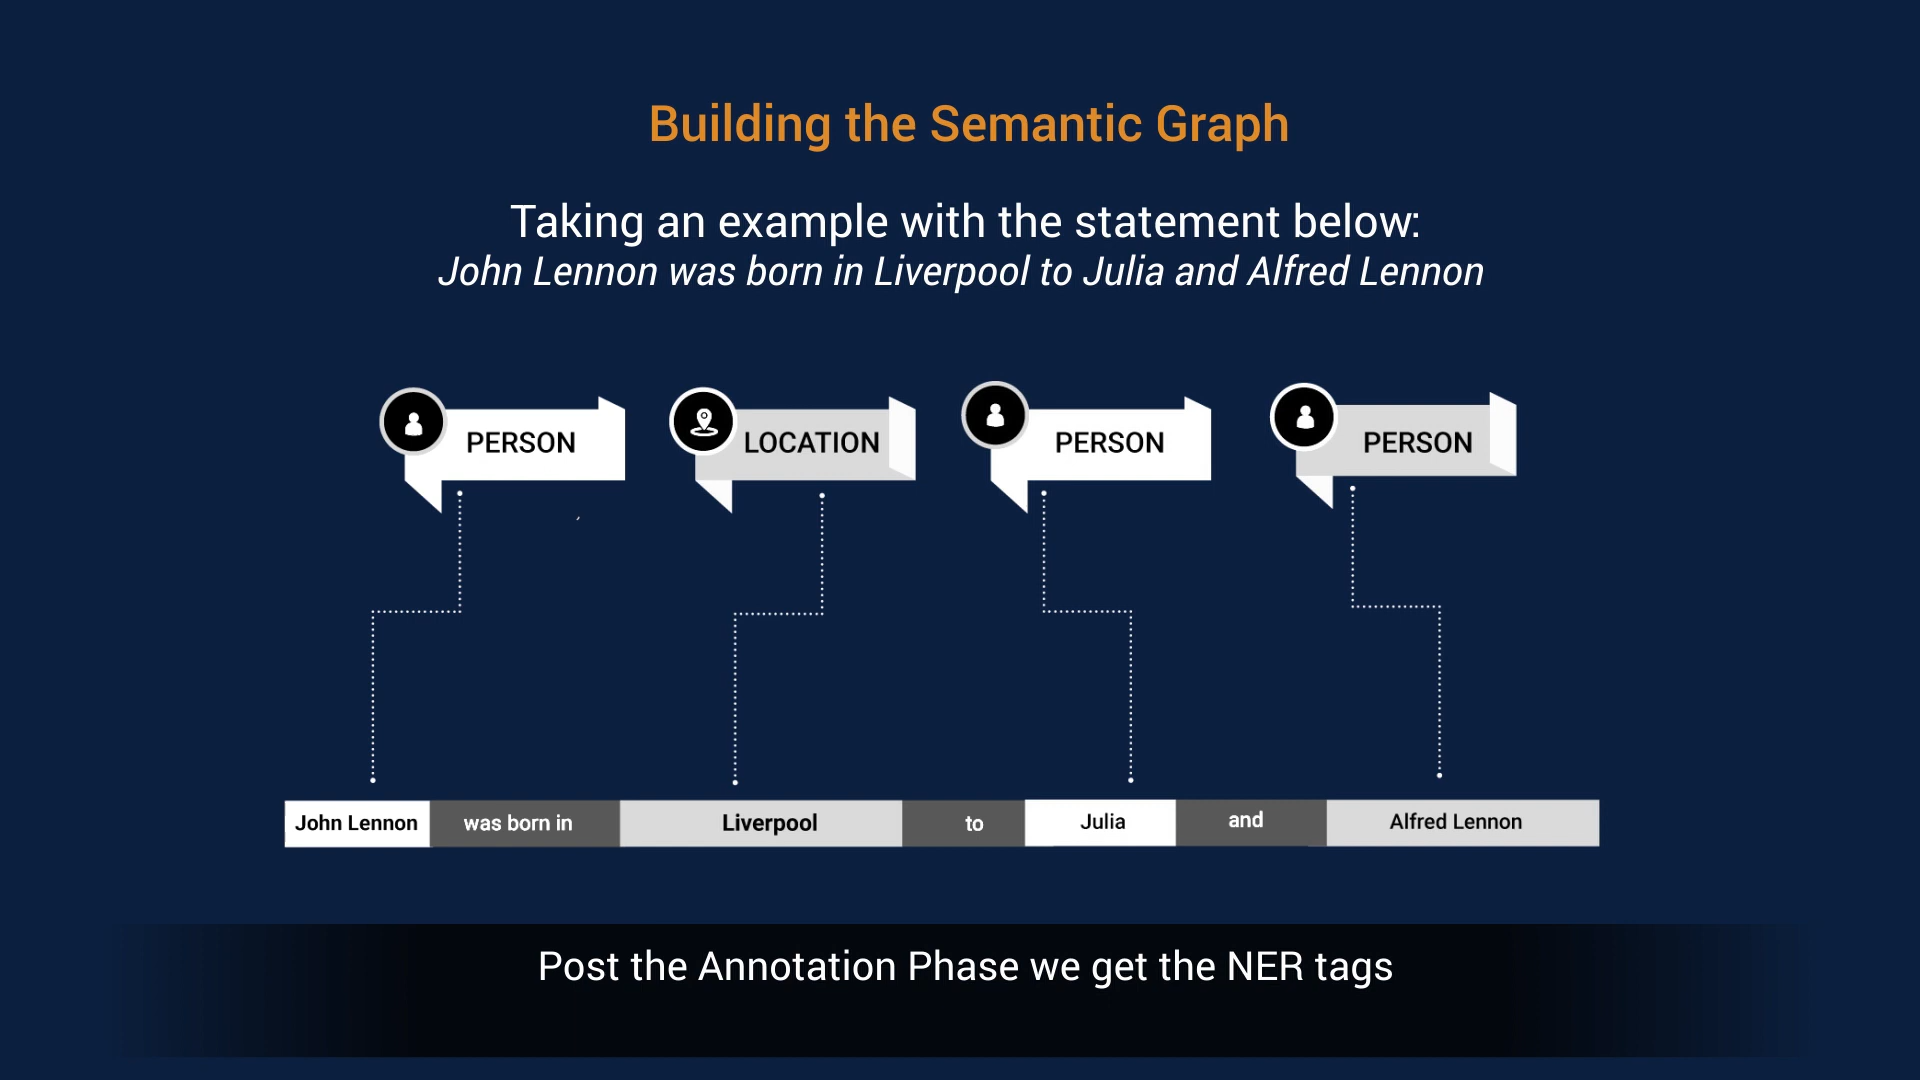 Building the Semantic Graph
Taking an example with the statement below:
John Lennon was born in Liverpool to Julia and Alfred Lennon
PERSON LOCATION PERSON PERSON
John Lennon was born in Liverpool to Julia and Alfred Lennon
Post the Annotation Phase we get the NER tags